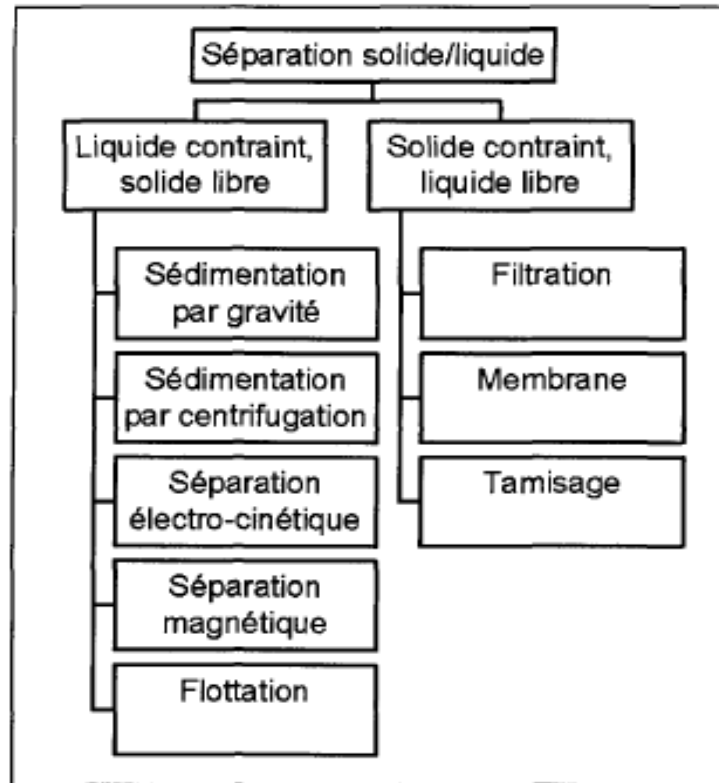 Séparation solide/liquide
Liquide contraint,
solide libre
Solide contraint,
liquide libre
Sédimentation
par gravité
Sédimentation
par centrifugation
Séparation
électro-cinétique
Séparation
magnétique
Flottation
Filtration
Membrane
Tamisage